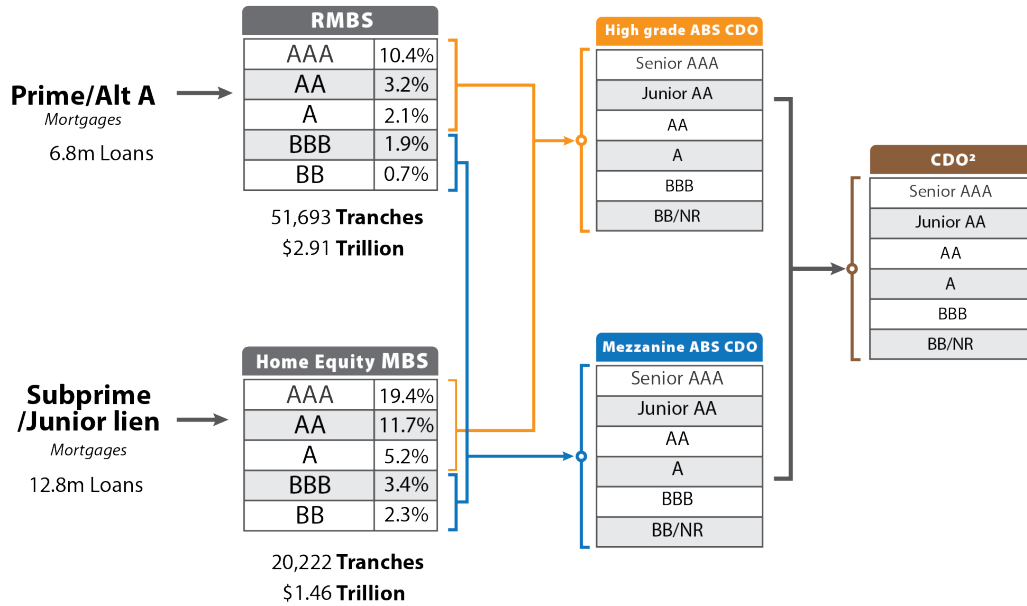 Prime/Alt A
Mortgages
6.8m Loans
RMBS
AAA 10.4%
AA 3.2%
A 2.1%
BBB 1.9%
BB 0.7%
51,693 Tranches
$2.91 Trillion
Subprime
/Junior lien
Mortgages
12.8m Loans
Home Equity MBS
AAA 19.4%
AA 11.7%
A 5.2%
BBB 3.4%
BB 2.3%
20,222 Tranches
$1.46 Trillion
High grade ABS CDO
Senior AAA
Junior AA
AA
A
BBB
BB/NR
Mezzanine ABS CDO
Senior AAA
Junior AA
AA
A
BBB
BB/NR
CDO²
Senior AAA
Junior AA
AA
A
BBB
BB/NR